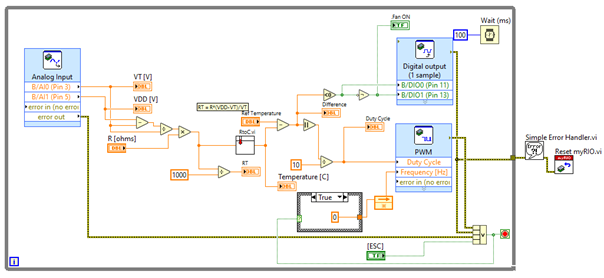 Fan ON
TF
Wait (ms)
100
Digital output
(1 sample)
B/DIO0 (Pin 11)
B/DIO1 (Pin 13)
Analog Input
B/AI0 (Pin 3)
B/AI1 (Pin 5)
error in (no error
error out
VT [V]
DBL
VDD [V]
DBL
R [ohms]
DBL
RT = R*(VDD-VT)/VT
Ref Temperature
DBL
Difference
DBL
RtoC.vi
RT
DBL
1000
Temperature [C]
DBL
10
Duty Cycle
DBL
PWM
Duty Cycle
Frequency [Hz]
error in (no error
True
0
[ESC]
TF
Simple Error Handler.vi
Error
Reset myRIO.vi
myRIO
i